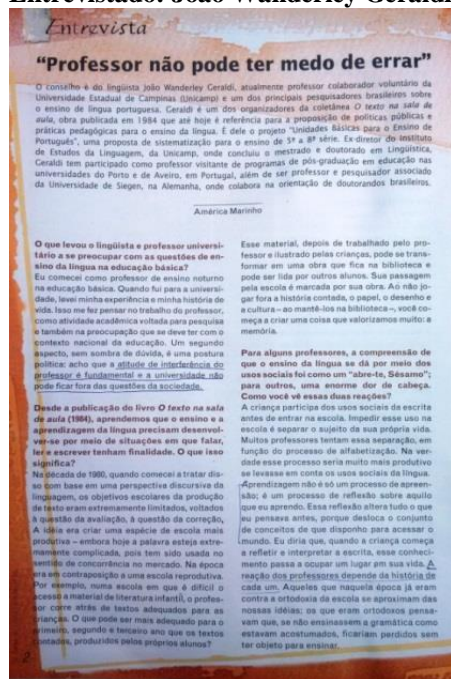 Entrevistado: João Wanderley Geraldi
Entrevista
“Professor não pode ter medo de errar”
O conselho é do lingüista João Wanderley Geraldi, atualmente professor colaborador voluntário da
Universidade Estadual de Campinas (Unicamp) e um dos principais pesquisadores brasileiros sobre
o ensino de língua portuguesa. Geraldi é um dos organizadores da coletânea O texto na sala de
aula, obra publicada em 1984 que até hoje é referência para a proposição de políticas públicas e
práticas pedagógicas para o ensino da língua. É dele o projeto "Unidades Básicas para o Ensino de
Português", uma proposta de sistematização para o ensino de 5ª a 8ª série. Ex-diretor do Instituto
de Estudos da Linguagem, da Unicamp, onde concluiu o mestrado e doutorado em Lingüística,
Geraldi tem participado como professor visitante de programas de pós-graduação em educação nas
universidades do Porto e de Aveiro, em Portugal, além de ser professor e pesquisador associado
da Universidade de Siegen, na Alemanha, onde colabora na orientação de doutorandos brasileiros.
América Marinho
O que levou o lingüista e professor universi-
tário a se preocupar com as questões de en-
sino da língua na educação básica?
Eu comecei como professor de ensino noturno
na educação básica. Quando fui para a universi-
dade, levei minha experiência e minha história de
vida. Isso me fez pensar no trabalho do professor,
como atividade acadêmica voltada para pesquisa
e também na preocupação que se deve ter com o
contexto nacional da educação. Um segundo
aspecto, sem sombra de dúvida, é uma postura
política: acho que a atitude de interferência do
professor é fundamental e a universidade não
pode ficar fora das questões da sociedade.
Desde a publicação do livro O texto na sala
de aula (1984), aprendemos que o ensino e a
aprendizagem da língua precisam desenvol-
ver-se por meio de situações em que falar,
ler e escrever tenham finalidade. O que isso
significa?
Na década de 1980, quando comecei a tratar dis-
so com base em uma perspectiva discursiva da
linguagem, os objetivos escolares da produção
de texto eram extremamente limitados, voltados
à questão da avaliação, à questão da correção,
A idéia era criar uma espécie de escola mais
produtiva – embora hoje a palavra esteja extre-
mamente complicada, pois tem sido usada no
sentido de concorrência no mercado. Na época
era em contraposição a uma escola reprodutiva.
Por exemplo, numa escola em que é difícil o
acesso a material de literatura infantil, o profes-
sor corre atrás de textos adequados para as
crianças. O que pode ser mais adequado para o
primeiro, segundo e terceiro ano que os textos
contados, produzidos pelos próprios alunos?
2
Esse material, depois de trabalhado pelo pro-
fessor e ilustrado pelas crianças, pode se trans-
formar em uma obra que fica na biblioteca e
pode ser lida por outros alunos. Sua passagem
pela escola é marcada por sua obra. Ao não jo-
gar fora a história contada, o papel, o desenho e
a cultura – ao mantê-los na biblioteca –, você co-
meça a criar uma coisa que valorizamos muito: a
memória.
Para alguns professores, a compreensão de
que o ensino da língua se dá por meio dos
usos sociais foi como um "abre-te, Sésamo";
para outros, uma enorme dor de cabeça.
Como você vê essas duas reações?
A criança participa dos usos sociais da escrita
antes de entrar na escola. Impedir esse uso na
escola é separar o sujeito da sua própria vida.
Muitos professores tentam essa separação, em
função do processo de alfabetização. Na ver-
dade esse processo seria muito mais produtivo
se levasse em conta os usos sociais da língua.
Aprendizagem não é só um processo de apreen-
são; é um processo de reflexão sobre aquilo
que eu aprendo. Essa reflexão altera tudo o que
eu pensava antes, porque desloca o conjunto
de conceitos de que disponho para acessar o
mundo. Eu diria que, quando a criança começa
a refletir e interpretar a escrita, esse conheci-
mento passa a ocupar um lugar em sua vida. A
reação dos professores depende da história de
cada um. Aqueles que naquela época já eram
contra a ortodoxia da escola se aproximam das
nossas idéias; os que eram ortodoxos pensa-
vam que, se não ensinassem a gramática como
estavam acostumados, ficariam perdidos sem
ter objeto para ensinar.